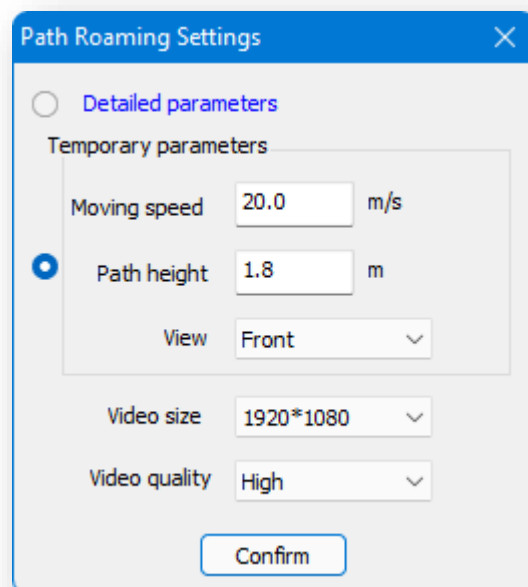 Path Roaming Settings
Detailed parameters
Temporary parameters
Moving speed 20.0 m/s
Path height 1.8 m
View Front
Video size 1920*1080
Video quality High
Confirm